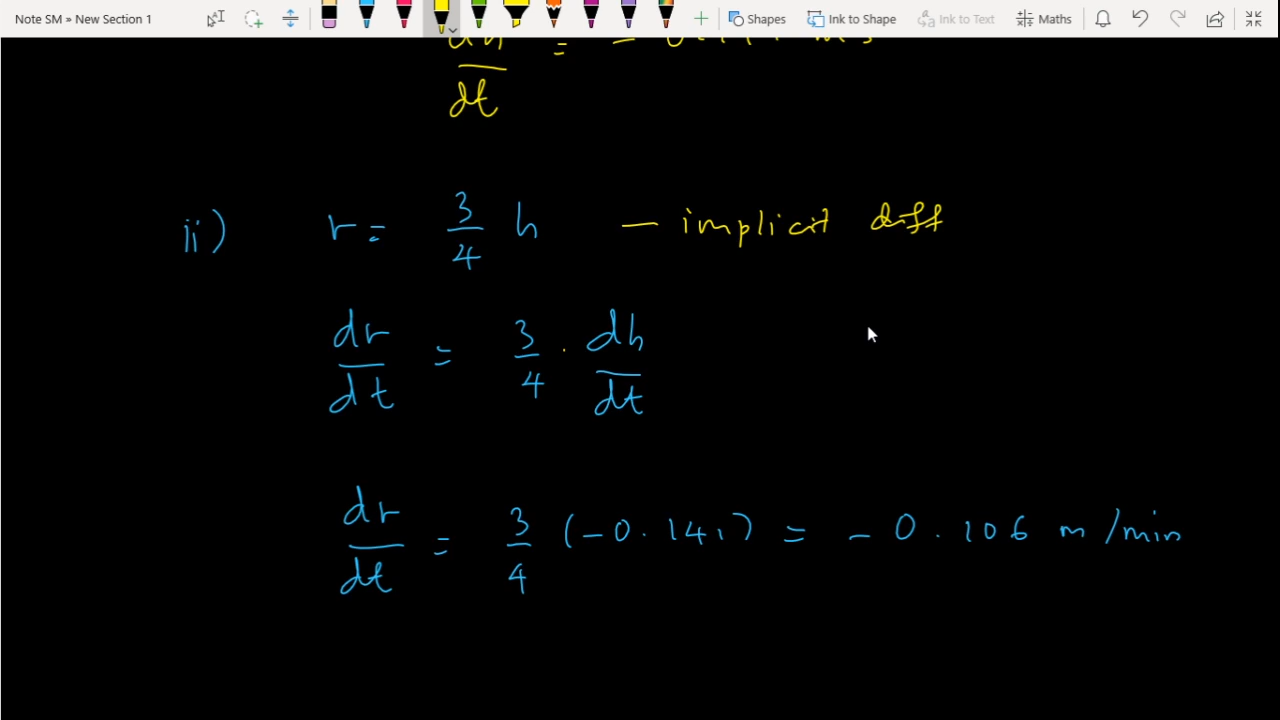 Note SM » New Section 1 Shapes Ink to Shape Ink to Text Maths
dt
ii) r = 3/4 h — implicit diff
dr/dt = 3/4 · dh/dt
dr/dt = 3/4 (-0.141) = -0.106 m/min